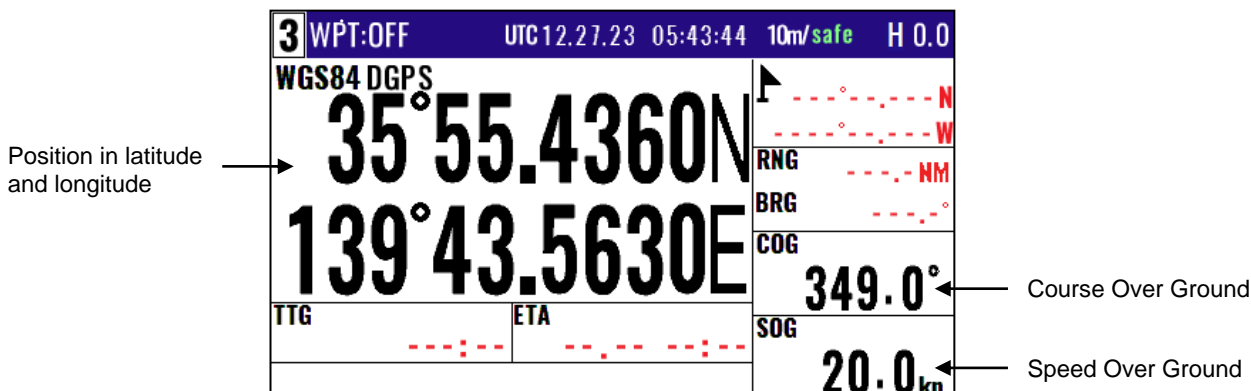 3 WPT:OFF UTC 12.27.23 05:43:44 10m/safe H 0.0
WGS84 DGPS
35°55.4360N
139°43.5630E
---°--.---N
---°--.---W
RNG ---.-NM
BRG ---.-°
COG
349.0°
SOG
20.0kn
TTG
---:--
ETA
--.-- --:--
Position in latitude
and longitude
Course Over Ground
Speed Over Ground